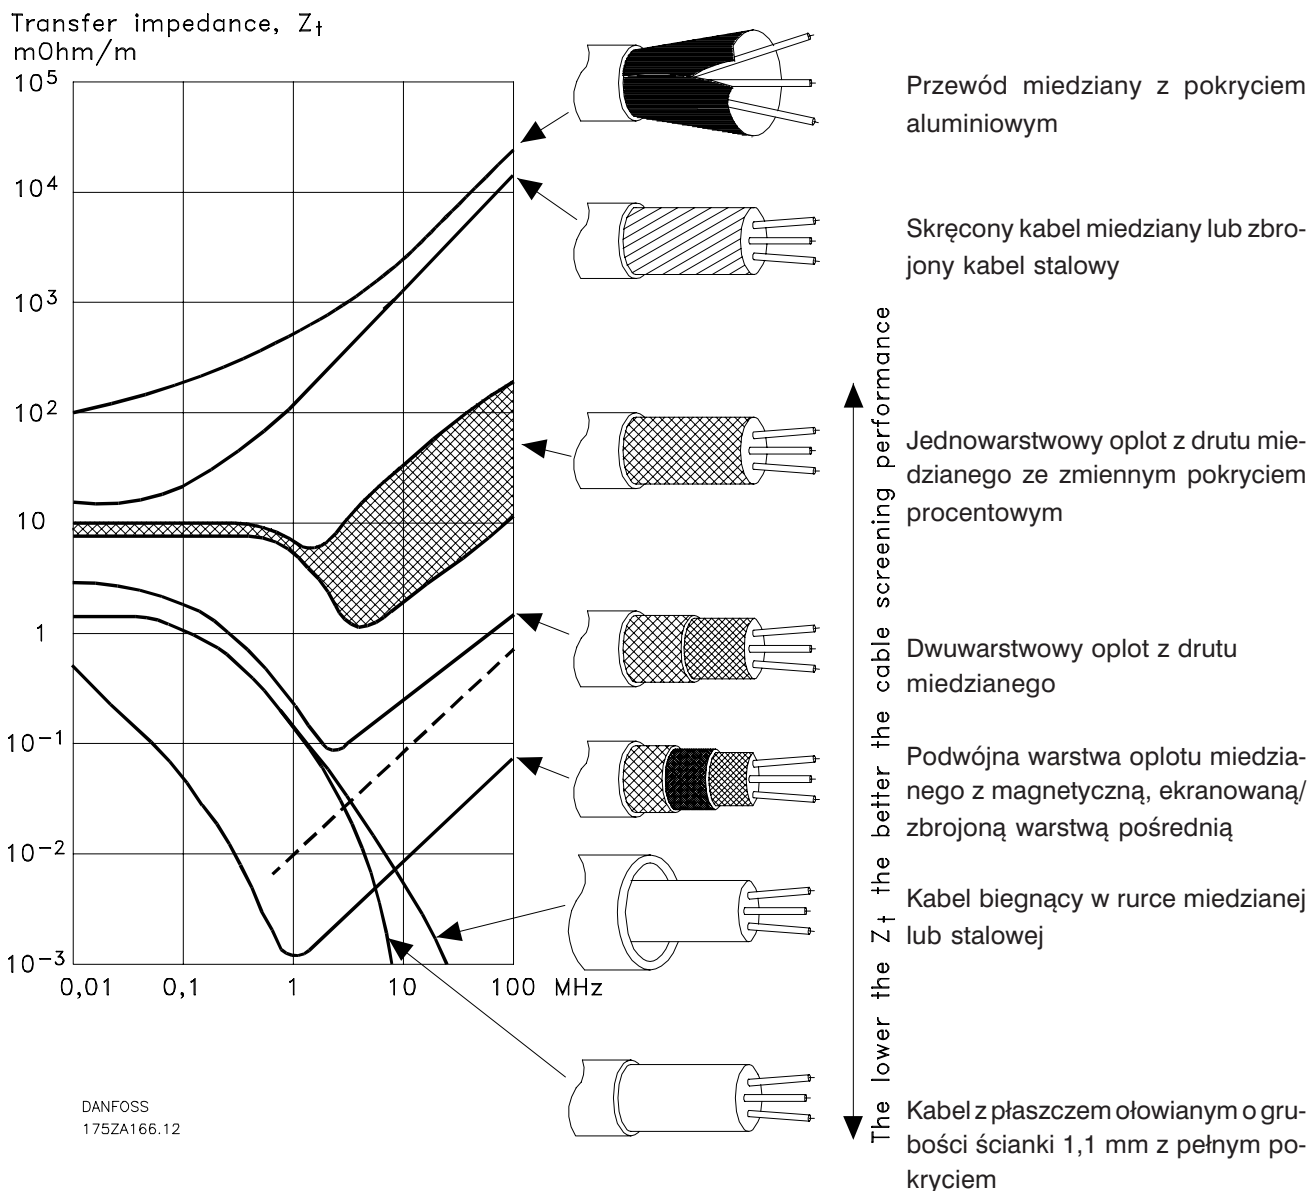 Transfer impedance, Zt
mOhm/m
10⁵
10⁴
10³
10²
10
1
10⁻¹
10⁻²
10⁻³
0,01 0,1 1 10 100 MHz
DANFOSS
175ZA166.12
The lower the Zt the better the cable screening performance
Przewód miedziany z pokryciem
aluminiowym
Skręcony kabel miedziany lub zbro-
jony kabel stalowy
Jednowarstwowy oplot z drutu mie-
dzianego ze zmiennym pokryciem
procentowym
Dwuwarstwowy oplot z drutu
miedzianego
Podwójna warstwa oplotu miedzia-
nego z magnetyczną, ekranowaną/
zbrojoną warstwą pośrednią
Kabel biegnący w rurce miedzianej
lub stalowej
Kabel z płaszczem ołowianym o gru-
bości ścianki 1,1 mm z pełnym po-
kryciem